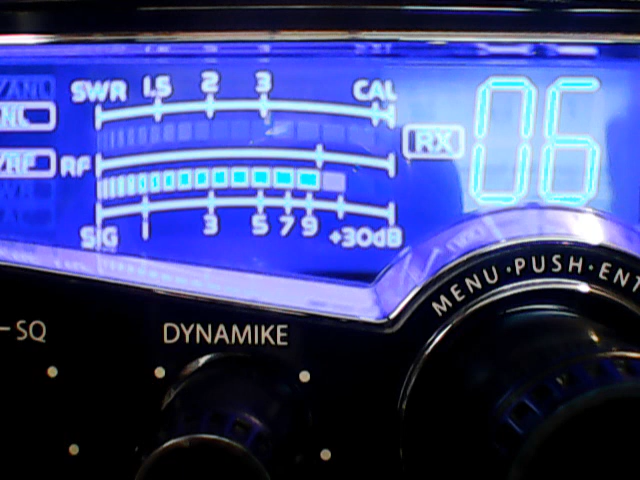 SWR 1.5 2 3 CAL
NL
RX
06
RF
SIG 1 3 5 7 9 +30dB
MENU·PUSH·ENT
SQ
DYNAMIKE